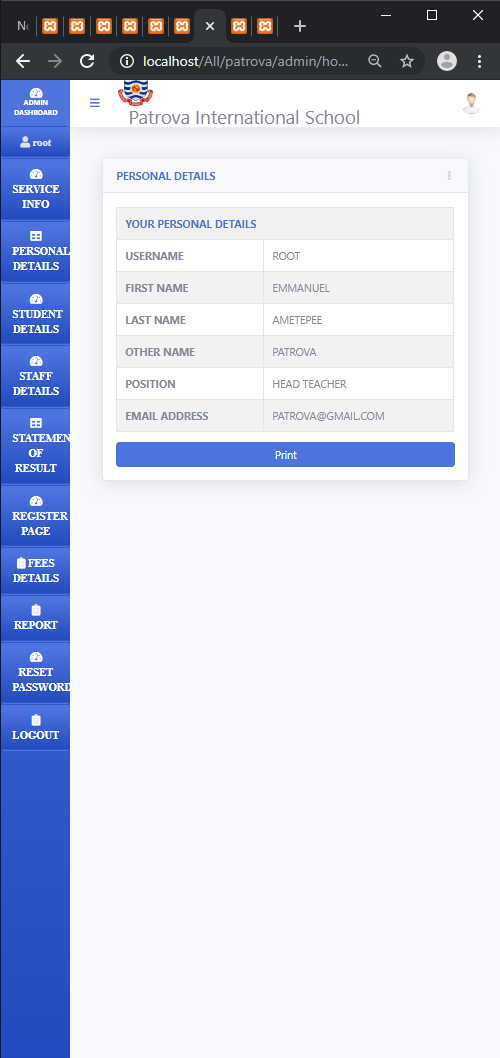 Ne
localhost/All/patrova/admin/ho...
ADMIN
DASHBOARD
root
SERVICE
INFO
PERSONAL
DETAILS
STUDENT
DETAILS
STAFF
DETAILS
STATEMENT
OF
RESULT
REGISTER
PAGE
FEES
DETAILS
REPORT
RESET
PASSWORD
LOGOUT
Patrova International School
PERSONAL DETAILS
YOUR PERSONAL DETAILS
USERNAME ROOT
FIRST NAME EMMANUEL
LAST NAME AMETEPEE
OTHER NAME PATROVA
POSITION HEAD TEACHER
EMAIL ADDRESS PATROVA@GMAIL.COM
Print